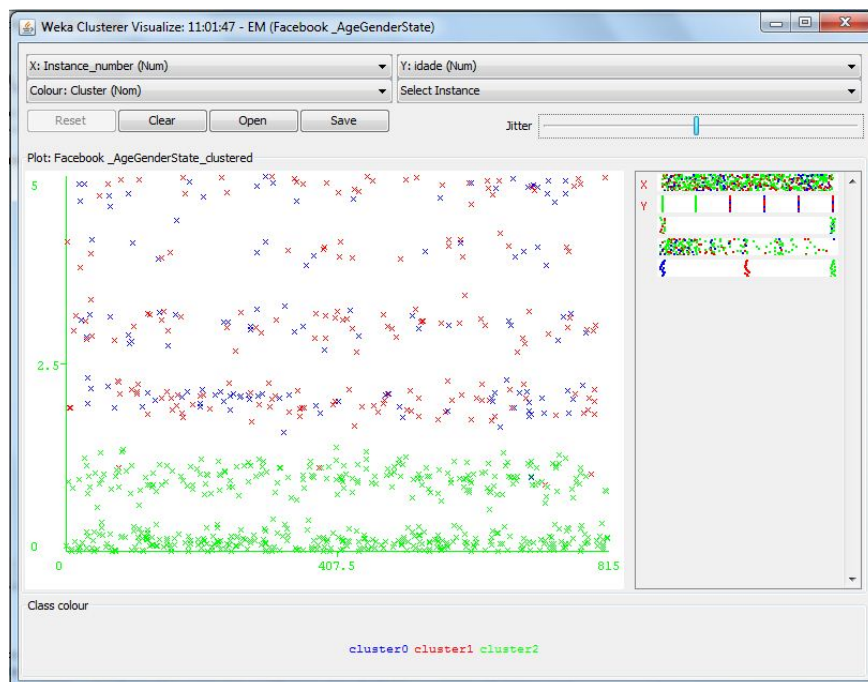 Weka Clusterer Visualize: 11:01:47 - EM (Facebook _AgeGenderState)
X: Instance_number (Num) Y: idade (Num)
Colour: Cluster (Nom) Select Instance
Reset Clear Open Save Jitter
Plot: Facebook _AgeGenderState_clustered
5
2.5
0
0 407.5 815
X
Y
Class colour
cluster0 cluster1 cluster2